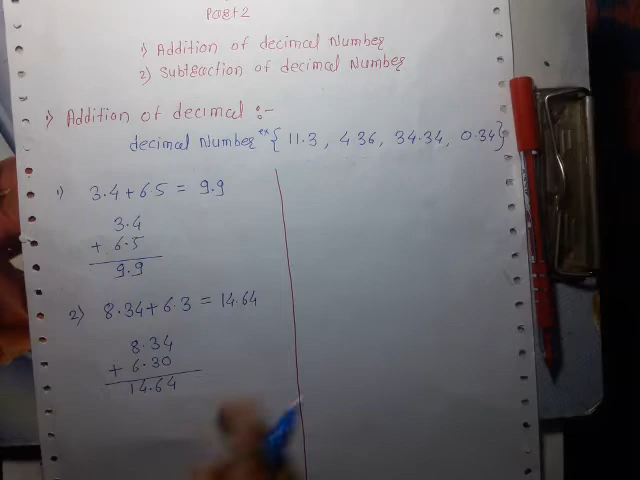 Part 2
1) Addition of decimal Number
2) Subtraction of decimal Number
1) Addition of decimal :-
decimal Number ex { 11.3 , 4.36, 34.34, 0.34}
1) 3.4 + 6.5 = 9.9
3.4
+ 6.5
9.9
2) 8.34 + 6.3 = 14.64
8.34
+ 6.30
14.64